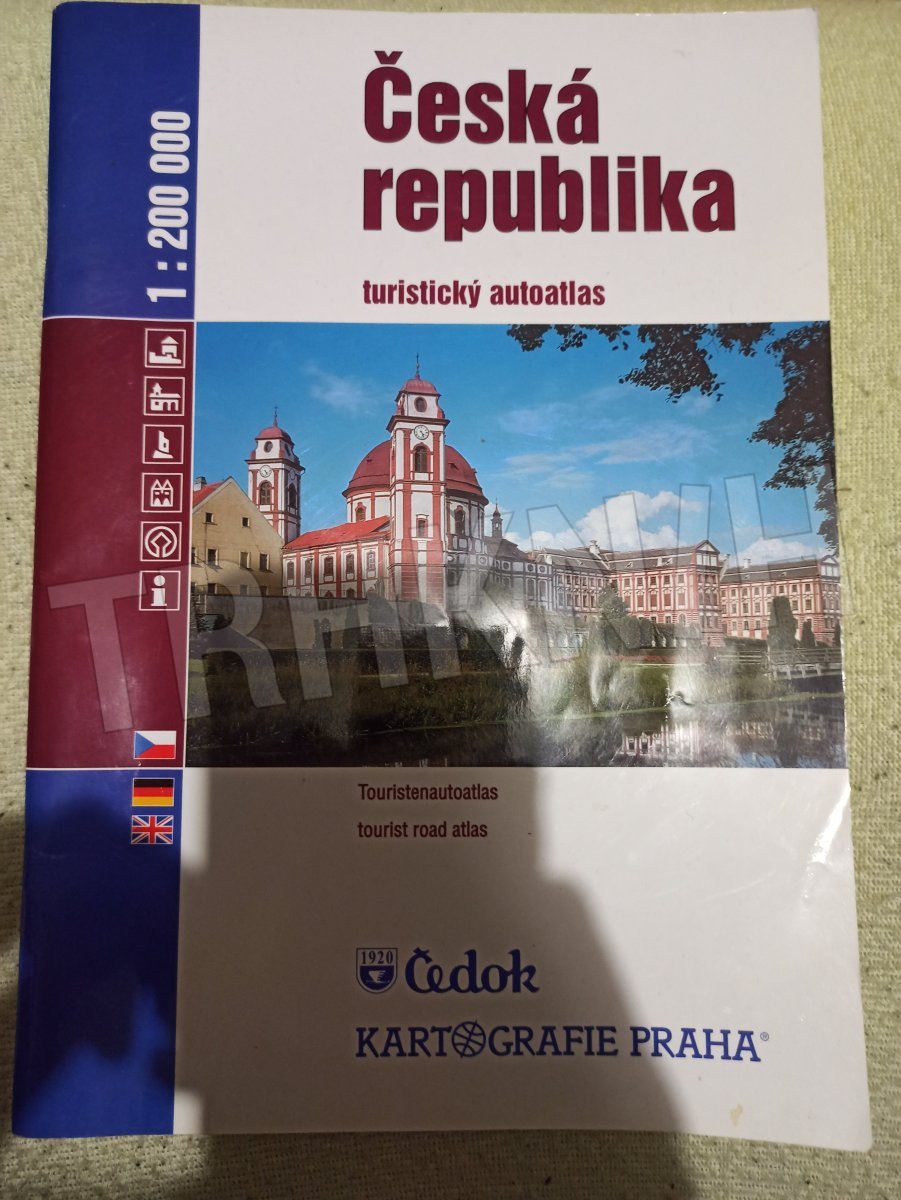 Česká
republika
turistický autoatlas
1 : 200 000
Touristenautoatlas
tourist road atlas
1920 Čedok
KARTOGRAFIE PRAHA®